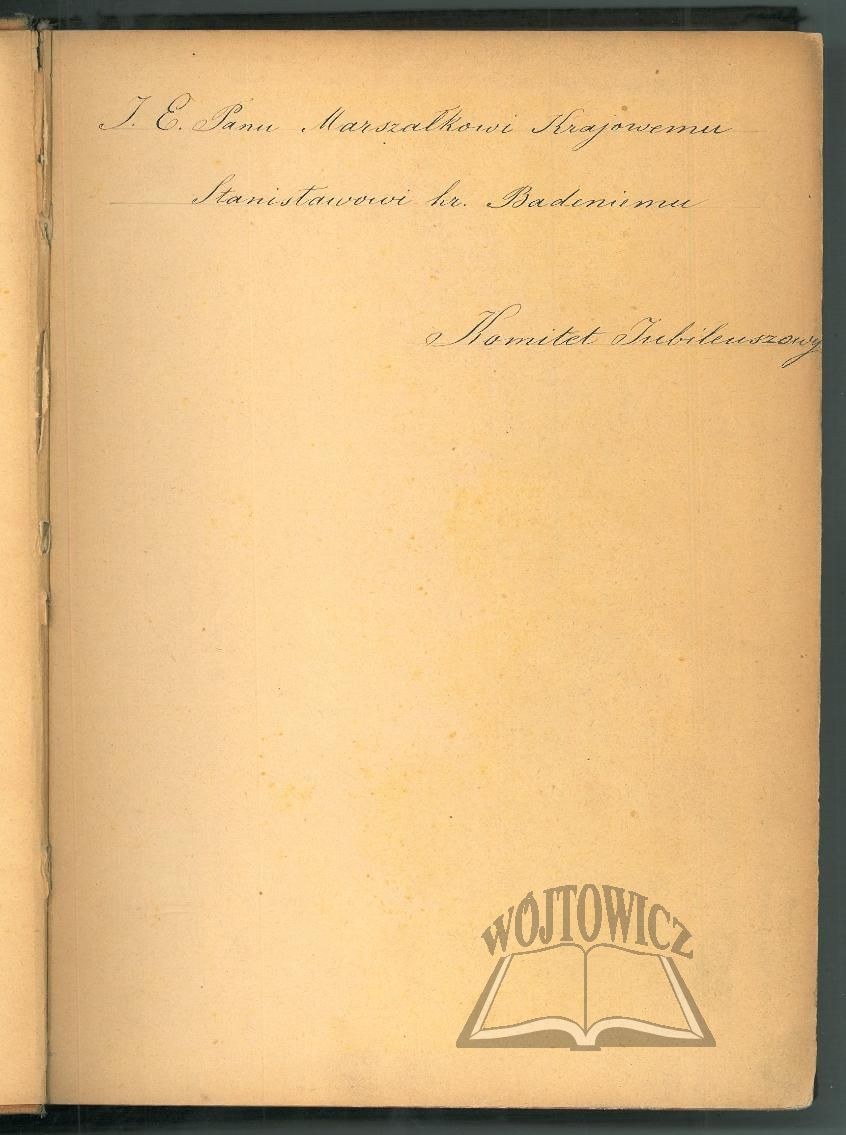 J. E. Panu Marszałkowi Krajowemu
Stanisławowi hr. Badeniemu
Komitet Jubileuszowy
WÓJTOWICZ